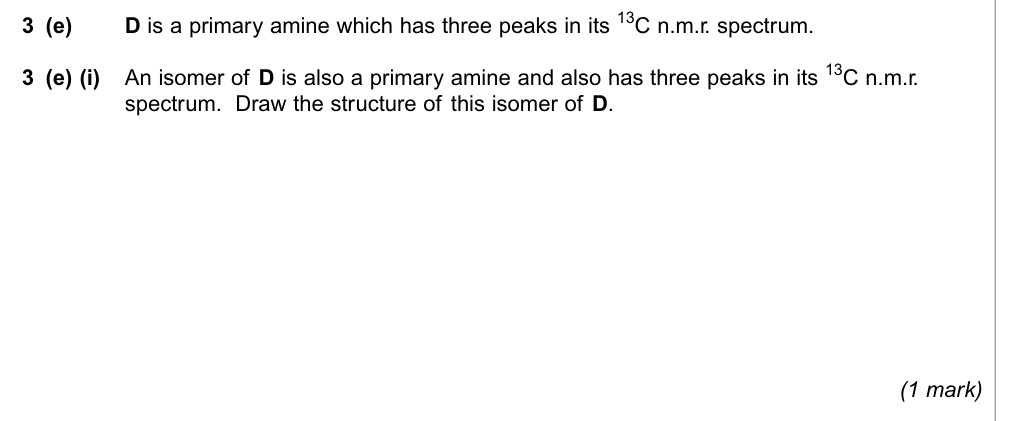 3 (e) D is a primary amine which has three peaks in its ¹³C n.m.r. spectrum.
3 (e) (i) An isomer of D is also a primary amine and also has three peaks in its ¹³C n.m.r.
spectrum. Draw the structure of this isomer of D.
(1 mark)